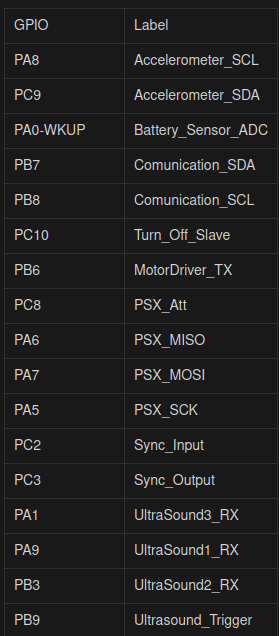 GPIO Label
PA8 Accelerometer_SCL
PC9 Accelerometer_SDA
PA0-WKUP Battery_Sensor_ADC
PB7 Comunication_SDA
PB8 Comunication_SCL
PC10 Turn_Off_Slave
PB6 MotorDriver_TX
PC8 PSX_Att
PA6 PSX_MISO
PA7 PSX_MOSI
PA5 PSX_SCK
PC2 Sync_Input
PC3 Sync_Output
PA1 UltraSound3_RX
PA9 UltraSound1_RX
PB3 UltraSound2_RX
PB9 Ultrasound_Trigger